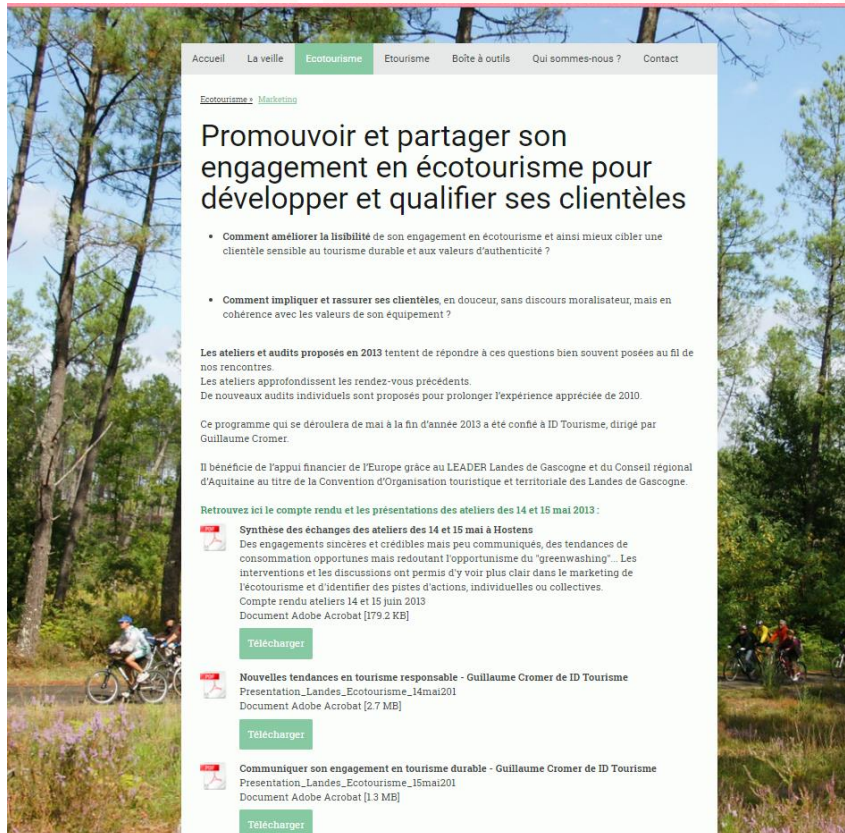 Accueil La veille Ecotourisme Etourisme Boîte à outils Qui sommes-nous ? Contact
Ecotourisme » Marketing
Promouvoir et partager son
engagement en écotourisme pour
développer et qualifier ses clientèles
• Comment améliorer la lisibilité de son engagement en écotourisme et ainsi mieux cibler une
clientèle sensible au tourisme durable et aux valeurs d'authenticité ?
• Comment impliquer et rassurer ses clientèles, en douceur, sans discours moralisateur, mais en
cohérence avec les valeurs de son équipement ?
Les ateliers et audits proposés en 2013 tentent de répondre à ces questions bien souvent posées au fil de
nos rencontres.
Les ateliers approfondissent les rendez-vous précédents.
De nouveaux audits individuels sont proposés pour prolonger l'expérience appréciée de 2010.
Ce programme qui se déroulera de mai à la fin d'année 2013 a été confié à ID Tourisme, dirigé par
Guillaume Cromer.
Il bénéficie de l'appui financier de l'Europe grâce au LEADER Landes de Gascogne et du Conseil régional
d'Aquitaine au titre de la Convention d'Organisation touristique et territoriale des Landes de Gascogne.
Retrouvez ici le compte rendu et les présentations des ateliers des 14 et 15 mai 2013 :
PDF
Synthèse des échanges des ateliers des 14 et 15 mai à Hostens
Des engagements sincères et crédibles mais peu communiqués, des tendances de
consommation opportunes mais redoutant l'opportunisme du "greenwashing"... Les
interventions et les discussions ont permis d'y voir plus clair dans le marketing de
l'écotourisme et d'identifier des pistes d'actions, individuelles ou collectives.
Compte rendu ateliers 14 et 15 juin 2013
Document Adobe Acrobat [179.2 KB]
Télécharger
PDF
Nouvelles tendances en tourisme responsable - Guillaume Cromer de ID Tourisme
Presentation_Landes_Ecotourisme_14mai201
Document Adobe Acrobat [2.7 MB]
Télécharger
PDF
Communiquer son engagement en tourisme durable - Guillaume Cromer de ID Tourisme
Presentation_Landes_Ecotourisme_15mai201
Document Adobe Acrobat [1.3 MB]
Télécharger